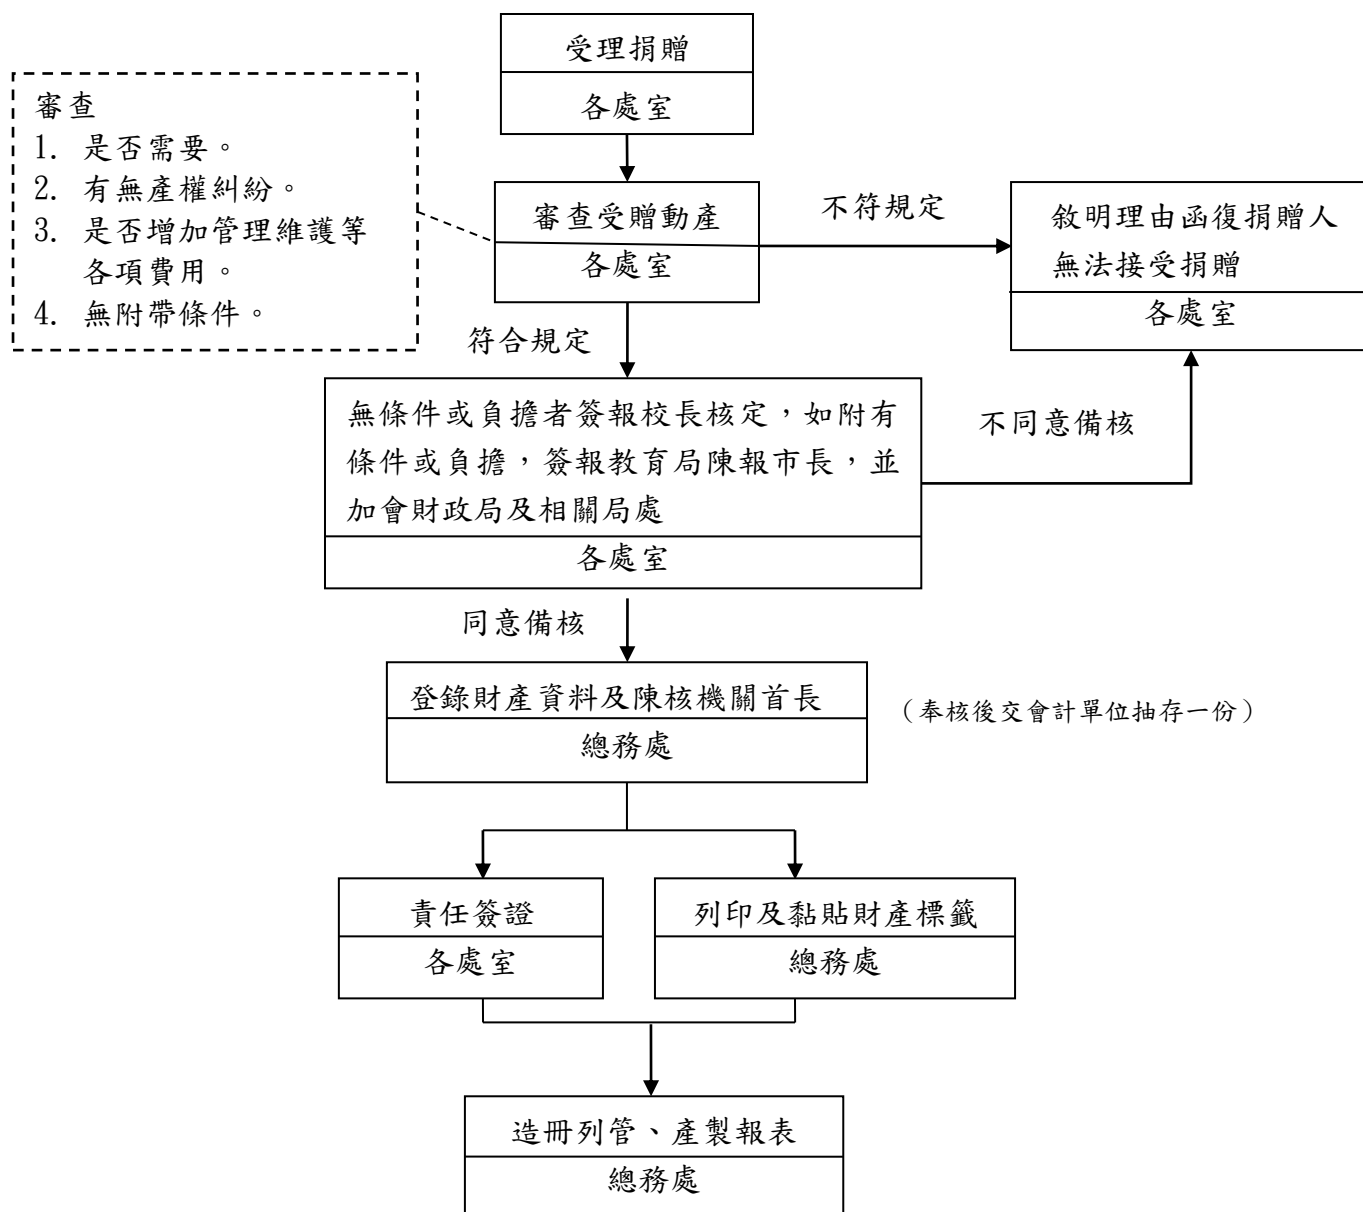 受理捐贈
各處室
審查
1. 是否需要。
2. 有無產權糾紛。
3. 是否增加管理維護等
各項費用。
4. 無附帶條件。
審查受贈動產
各處室
不符規定
敘明理由函復捐贈人
無法接受捐贈
各處室
符合規定
無條件或負擔者簽報校長核定，如附有
條件或負擔，簽報教育局陳報市長，並
加會財政局及相關局處
各處室
不同意備核
同意備核
登錄財產資料及陳核機關首長
總務處
（奉核後交會計單位抽存一份）
責任簽證
各處室
列印及黏貼財產標籤
總務處
造冊列管、產製報表
總務處